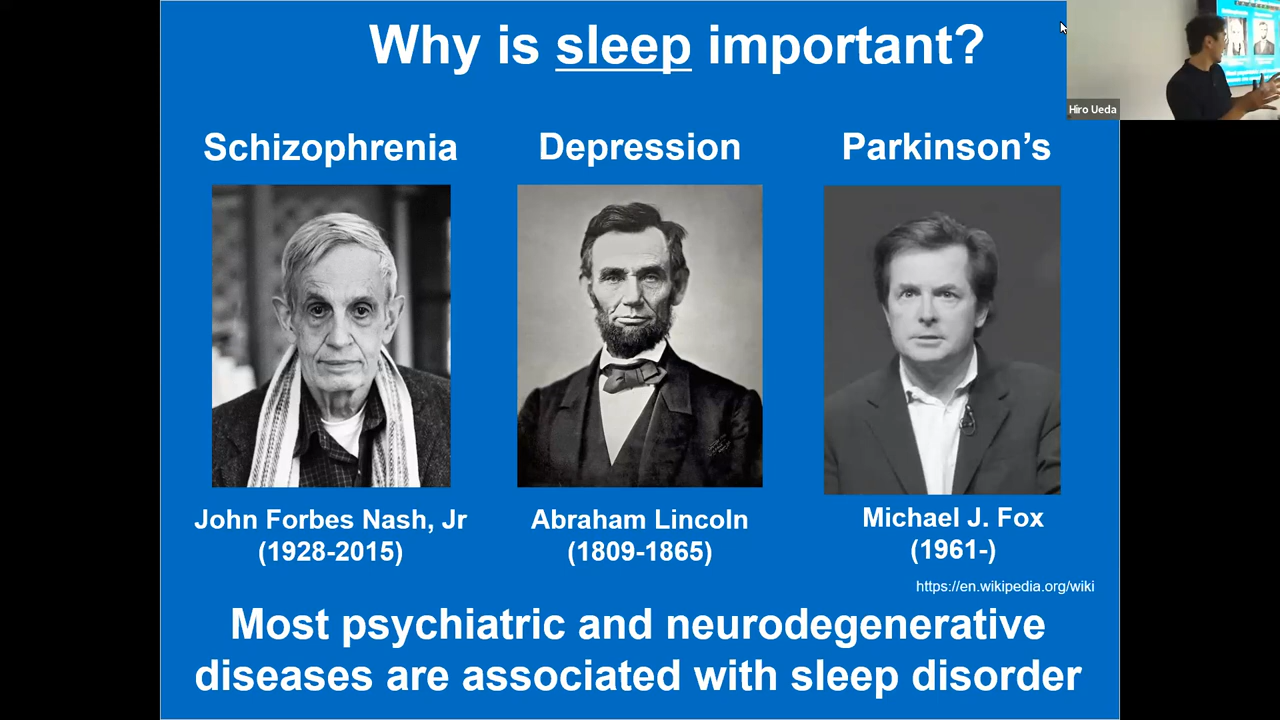 Why is sleep important?
Hiro Ueda
Schizophrenia
Depression
Parkinson's
John Forbes Nash, Jr
(1928-2015)
Abraham Lincoln
(1809-1865)
Michael J. Fox
(1961-)
https://en.wikipedia.org/wiki
Most psychiatric and neurodegenerative
diseases are associated with sleep disorder